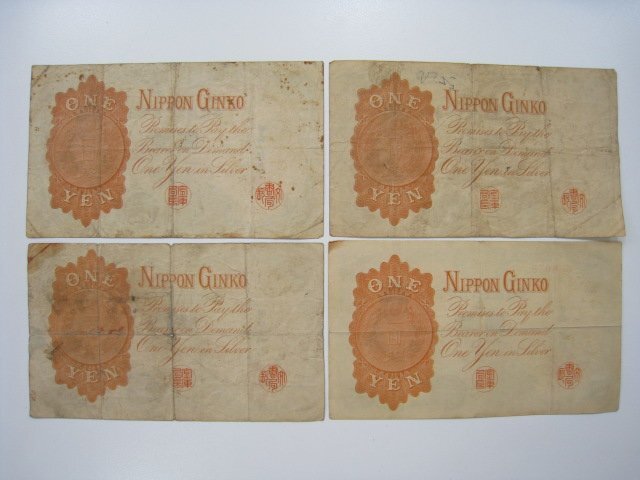 ONE
YEN
NIPPON GINKO
Promises to Pay the
Bearer on Demand
One Yen in Silver
ONE
YEN
NIPPON GINKO
Promises to Pay the
Bearer on Demand
One Yen in Silver
ONE
YEN
NIPPON GINKO
Promises to Pay the
Bearer on Demand
One Yen in Silver
ONE
YEN
NIPPON GINKO
Promises to Pay the
Bearer on Demand
One Yen in Silver